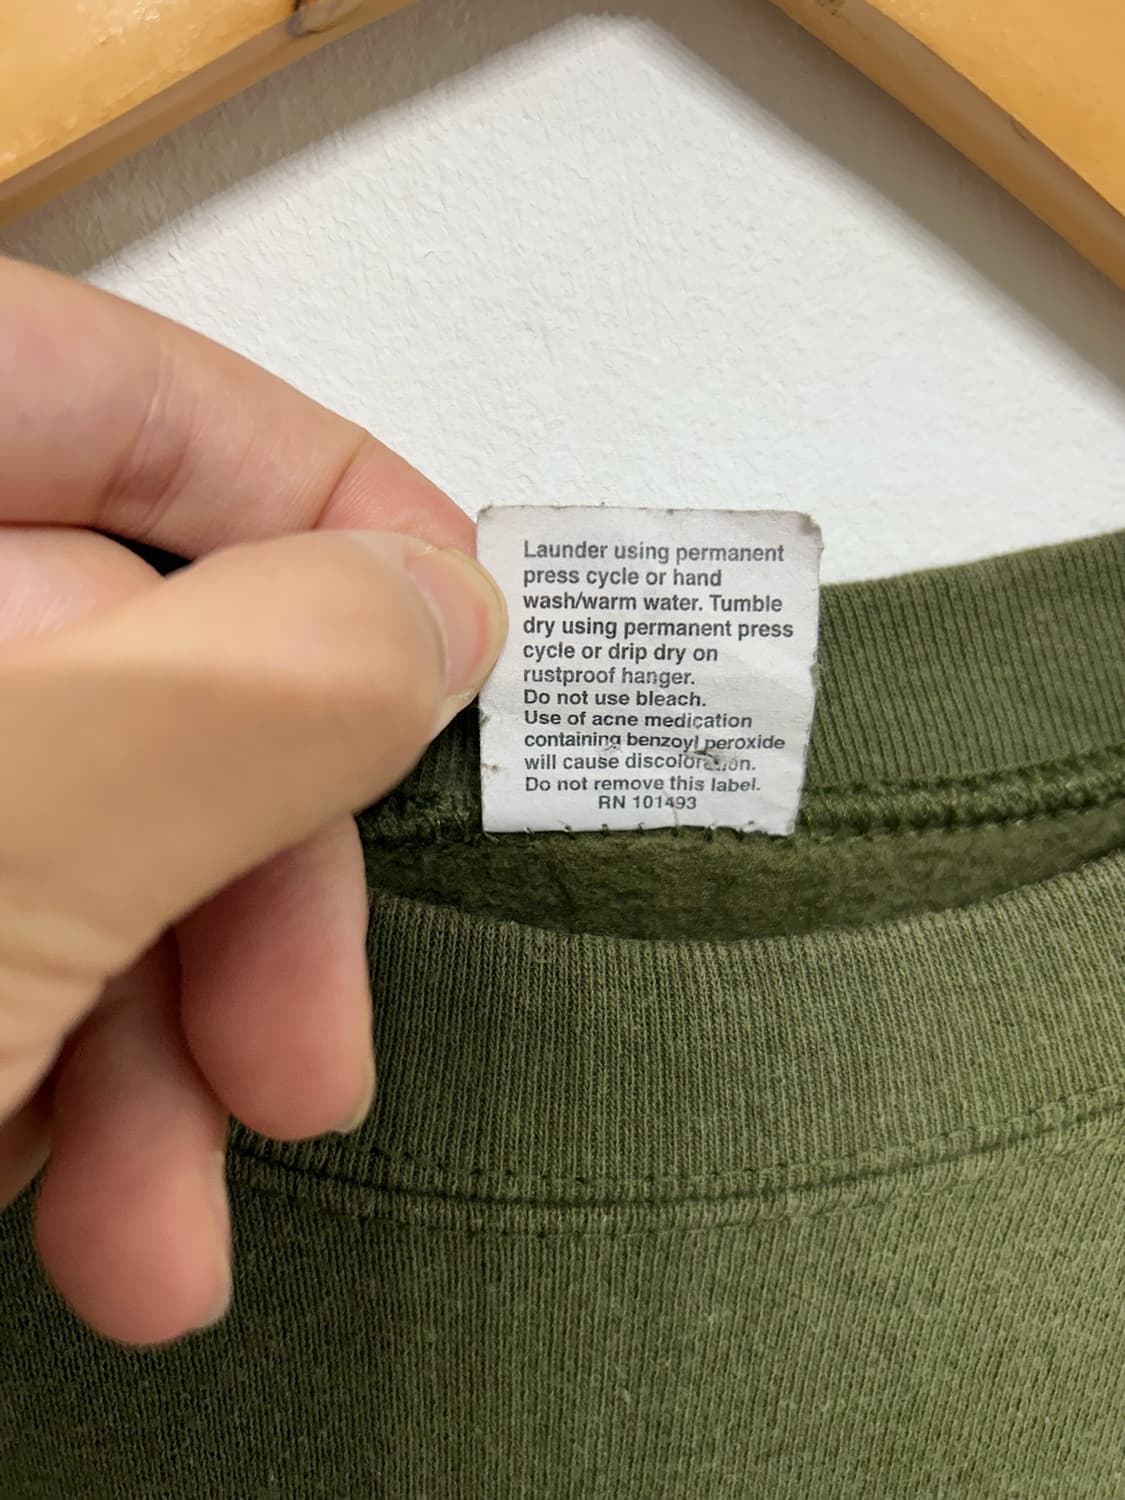 Launder using permanent
press cycle or hand
wash/warm water. Tumble
dry using permanent press
cycle or drip dry on
rustproof hanger.
Do not use bleach.
Use of acne medication
containing benzoyl peroxide
will cause discoloration.
Do not remove this label.
RN 101493